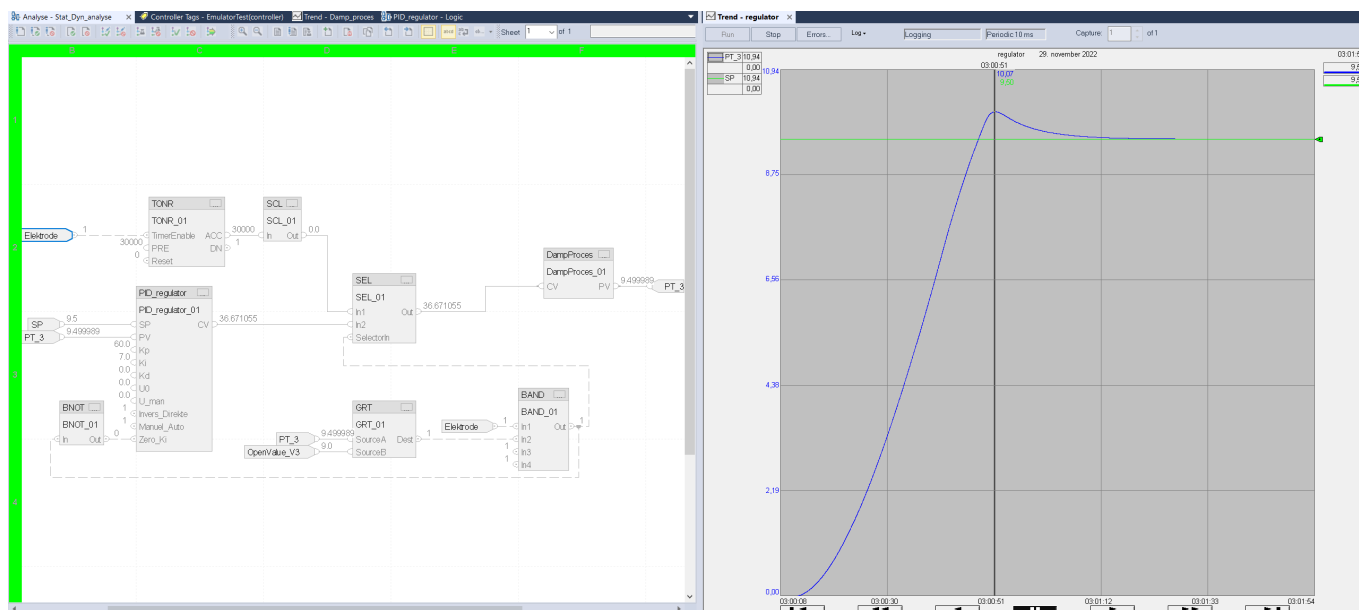 Analyse - Stat_Dyn_analyse
Controller Tags - EmulatorTest(controller)
Trend - Damp_proces
PID_regulator - Logic
Sheet 1 of 1
Elektrode
1
TONR
TONR_01
TimerEnable ACC
PRE DN
Reset
30000
0
30000
1
SCL
SCL_01
In Out
0.0
DampProces
DampProces_01
CV PV
9.499989
PT_3
SEL
SEL_01
In1 Out
In2
SelectorIn
36.671055
PID_regulator
PID_regulator_01
SP CV
PV
Kp
Ki
Kd
U0
U_man
Invers_Direkte
Manuel_Auto
Zero_Ki
SP
9.5
PT_3
9.499989
60.0
7.0
0.0
0.0
0.0
1
1
0
36.671055
BNOT
BNOT_01
In Out
GRT
GRT_01
SourceA Dest
SourceB
PT_3
9.499989
OpenValue_V3
9.0
1
Elektrode
1
BAND
BAND_01
In1 Out
In2
In3
In4
1
1
1
Trend - regulator
Run
Stop
Errors...
Log
Logging
Periodic 10 ms
Capture: 1 of 1
regulator 29. november 2022
03:00:51
PT_3 10,94
0,00
SP 10,94
0,00
10,94
10,07
9,50
8,75
6,56
4,38
2,19
0,00
03:00:08
03:00:30
03:00:51
03:01:12
03:01:33
03:01:54